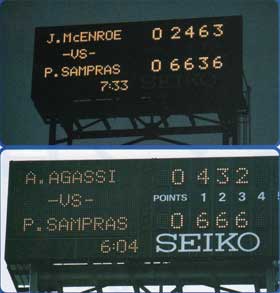 J.McENROE 0 2463
-VS-
P.SAMPRAS 0 6636
7:33
SEIKO
A.AGASSI 0 432
-VS- POINTS 1 2 3 4 5
P.SAMPRAS 0 666
6:04 SEIKO